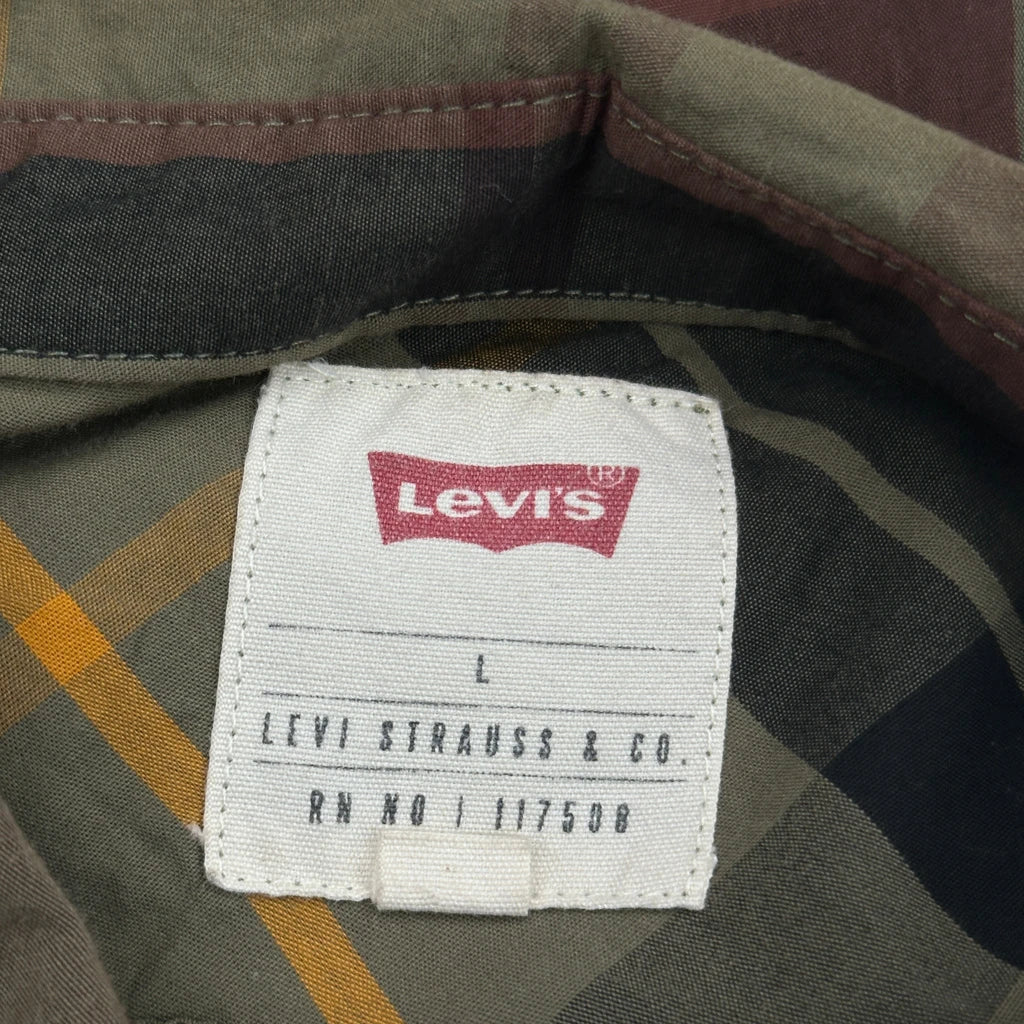 Levi's®
L
LEVI STRAUSS & CO.
RN NO | 117508